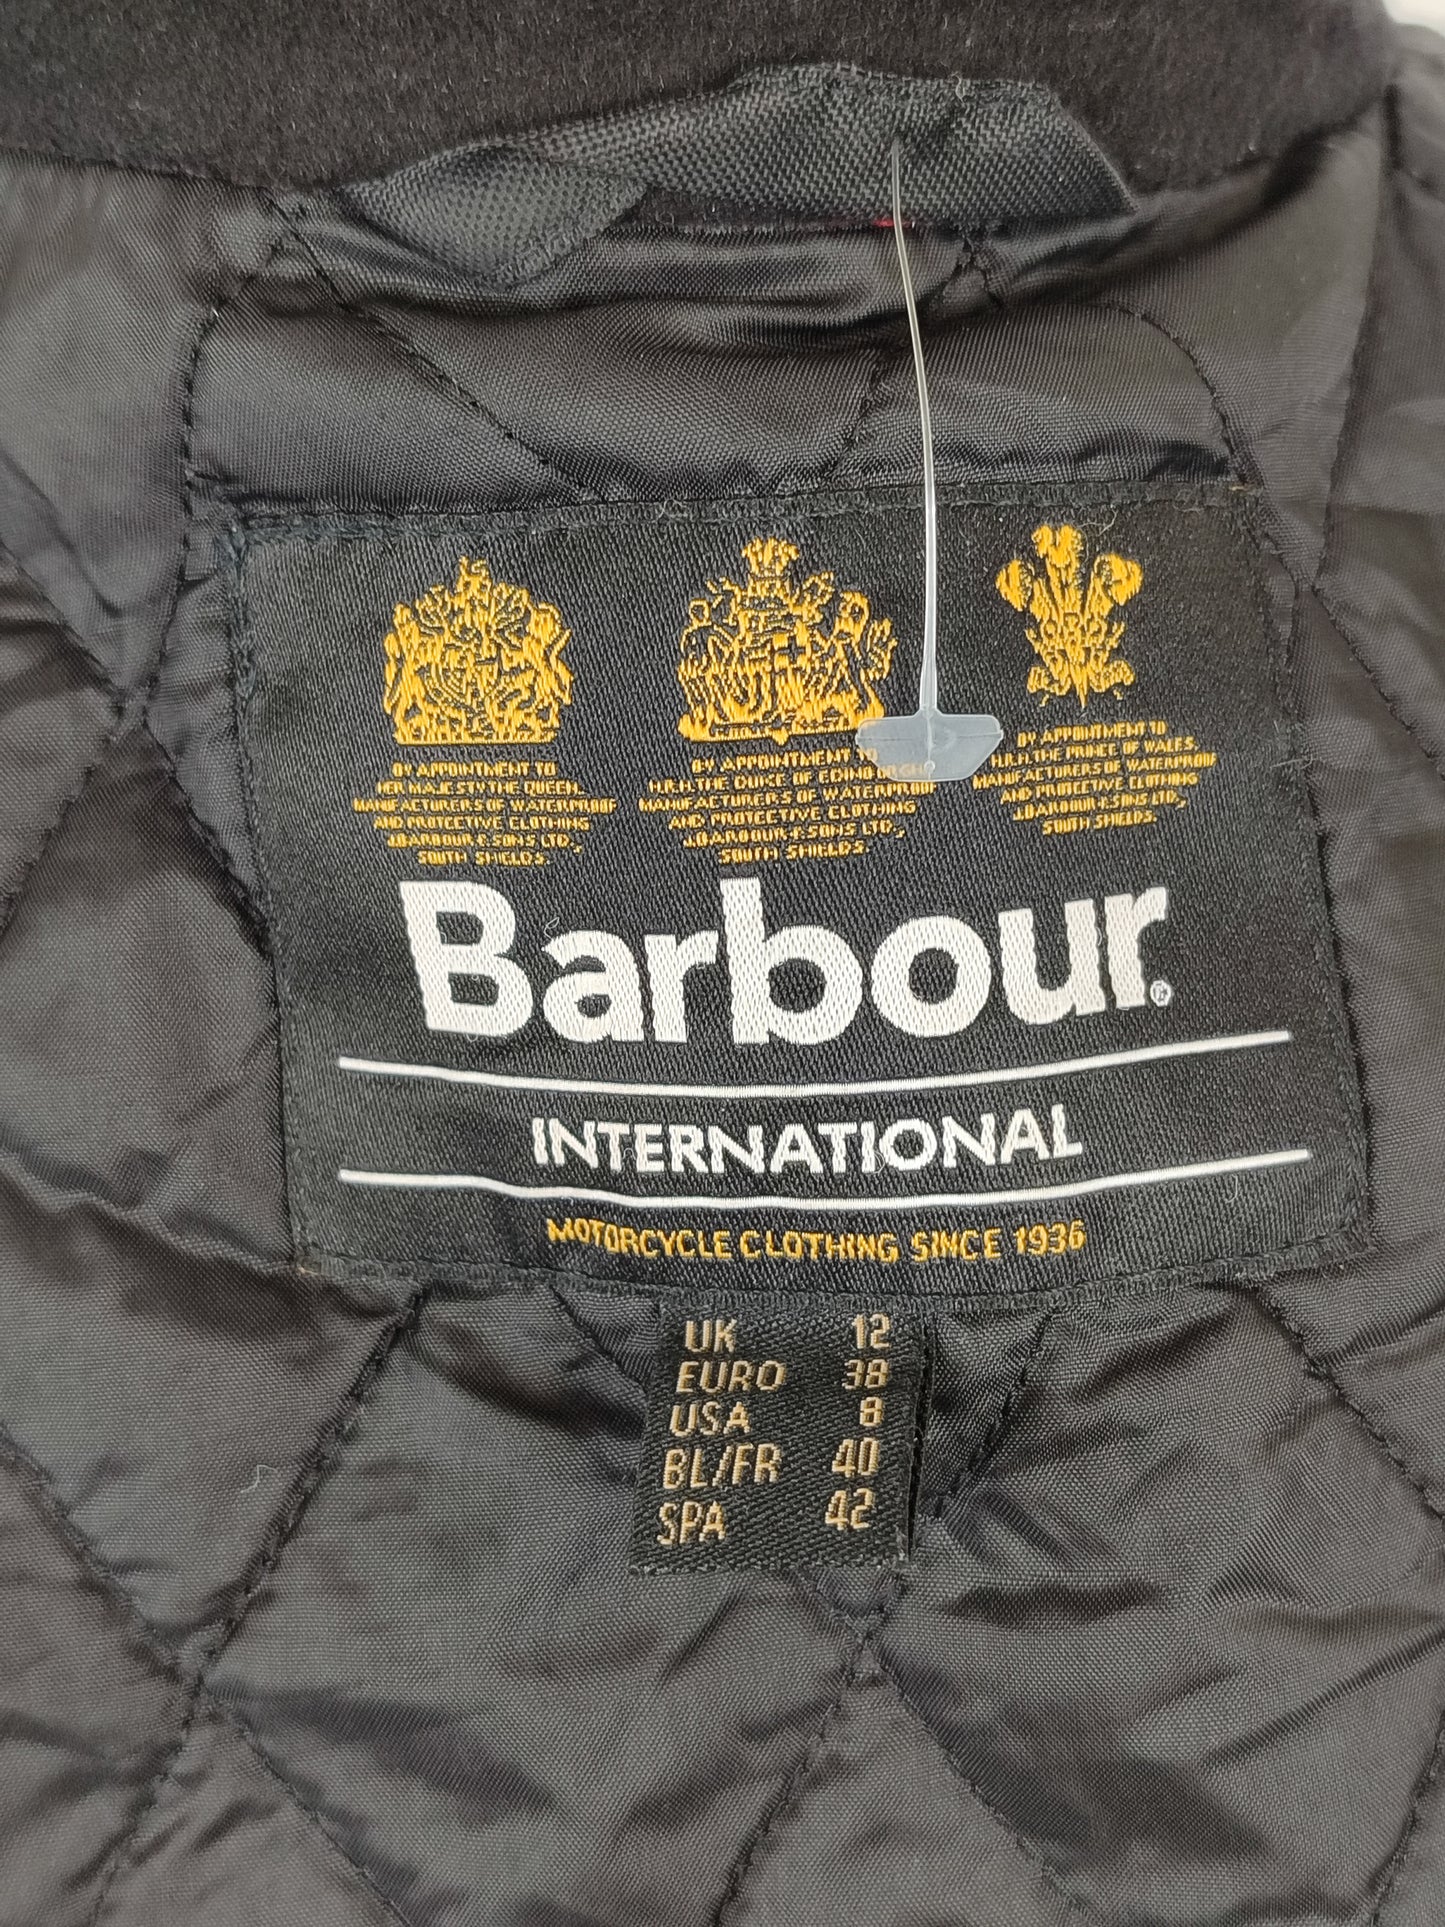 BY APPOINTMENT TO
HER MAJESTY THE QUEEN,
MANUFACTURERS OF WATERPROOF
AND PROTECTIVE CLOTHING
J.BARBOUR & SONS LTD.,
SOUTH SHIELDS.
BY APPOINTMENT TO
H.R.H. THE DUKE OF EDINBURGH
MANUFACTURERS OF WATERPROOF
AND PROTECTIVE CLOTHING
J.BARBOUR & SONS LTD.,
SOUTH SHIELDS.
BY APPOINTMENT TO
H.R.H. THE PRINCE OF WALES,
MANUFACTURERS OF WATERPROOF
AND PROTECTIVE CLOTHING
J.BARBOUR & SONS LTD.,
SOUTH SHIELDS.
Barbour®
INTERNATIONAL
MOTORCYCLE CLOTHING SINCE 1936
UK 12
EURO 38
USA 8
BL/FR 40
SPA 42